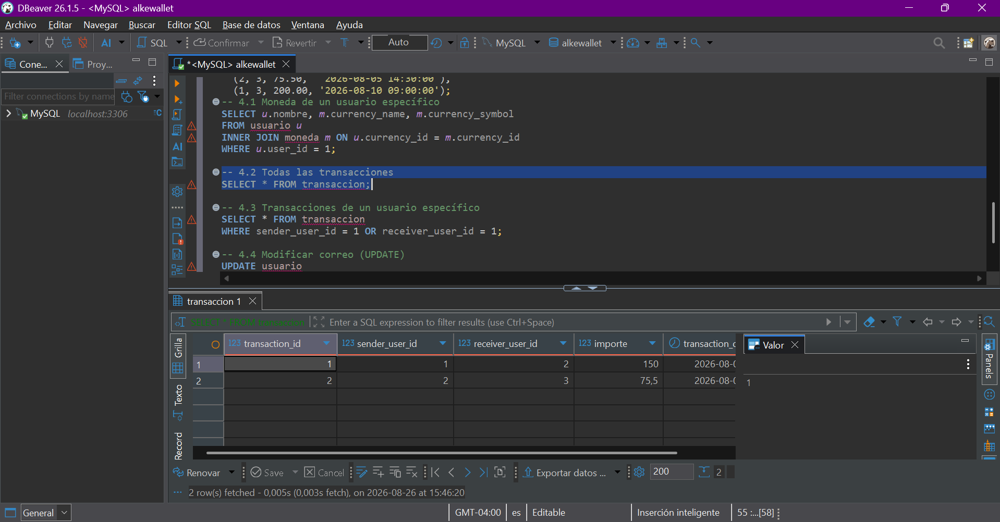 DBeaver 26.1.5 - <MySQL> alkewallet
Archivo Editar Navegar Buscar Editor SQL Base de datos Ventana Ayuda
AI SQL Confirmar Revertir T Auto MySQL alkewallet
Cone... Proy... *<MySQL> alkewallet
Filter connections by name
MySQL localhost:3306
(2, 3, 75.50, '2026-08-05 14:30:00'),
(1, 3, 200.00, '2026-08-10 09:00:00');
-- 4.1 Moneda de un usuario específico
SELECT u.nombre, m.currency_name, m.currency_symbol
FROM usuario u
INNER JOIN moneda m ON u.currency_id = m.currency_id
WHERE u.user_id = 1;
-- 4.2 Todas las transacciones
SELECT * FROM transaccion;
-- 4.3 Transacciones de un usuario específico
SELECT * FROM transaccion
WHERE sender_user_id = 1 OR receiver_user_id = 1;
-- 4.4 Modificar correo (UPDATE)
UPDATE usuario
AI
transaccion 1
SELECT * FROM transaccion Enter a SQL expression to filter results (use Ctrl+Space)
Grilla
Texto
Record
123 transaction_id 123 sender_user_id 123 receiver_user_id 123 importe transaction_
1 1 1 2 150 2026-08-0
2 2 2 3 75,5 2026-08-0
Valor
1
Panels
Renovar Save Cancel Exportar datos ... 200 2
2 row(s) fetched - 0,005s (0,003s fetch), on 2026-08-26 at 15:46:20
General GMT-04:00 es Editable Inserción inteligente 55 :...[58]